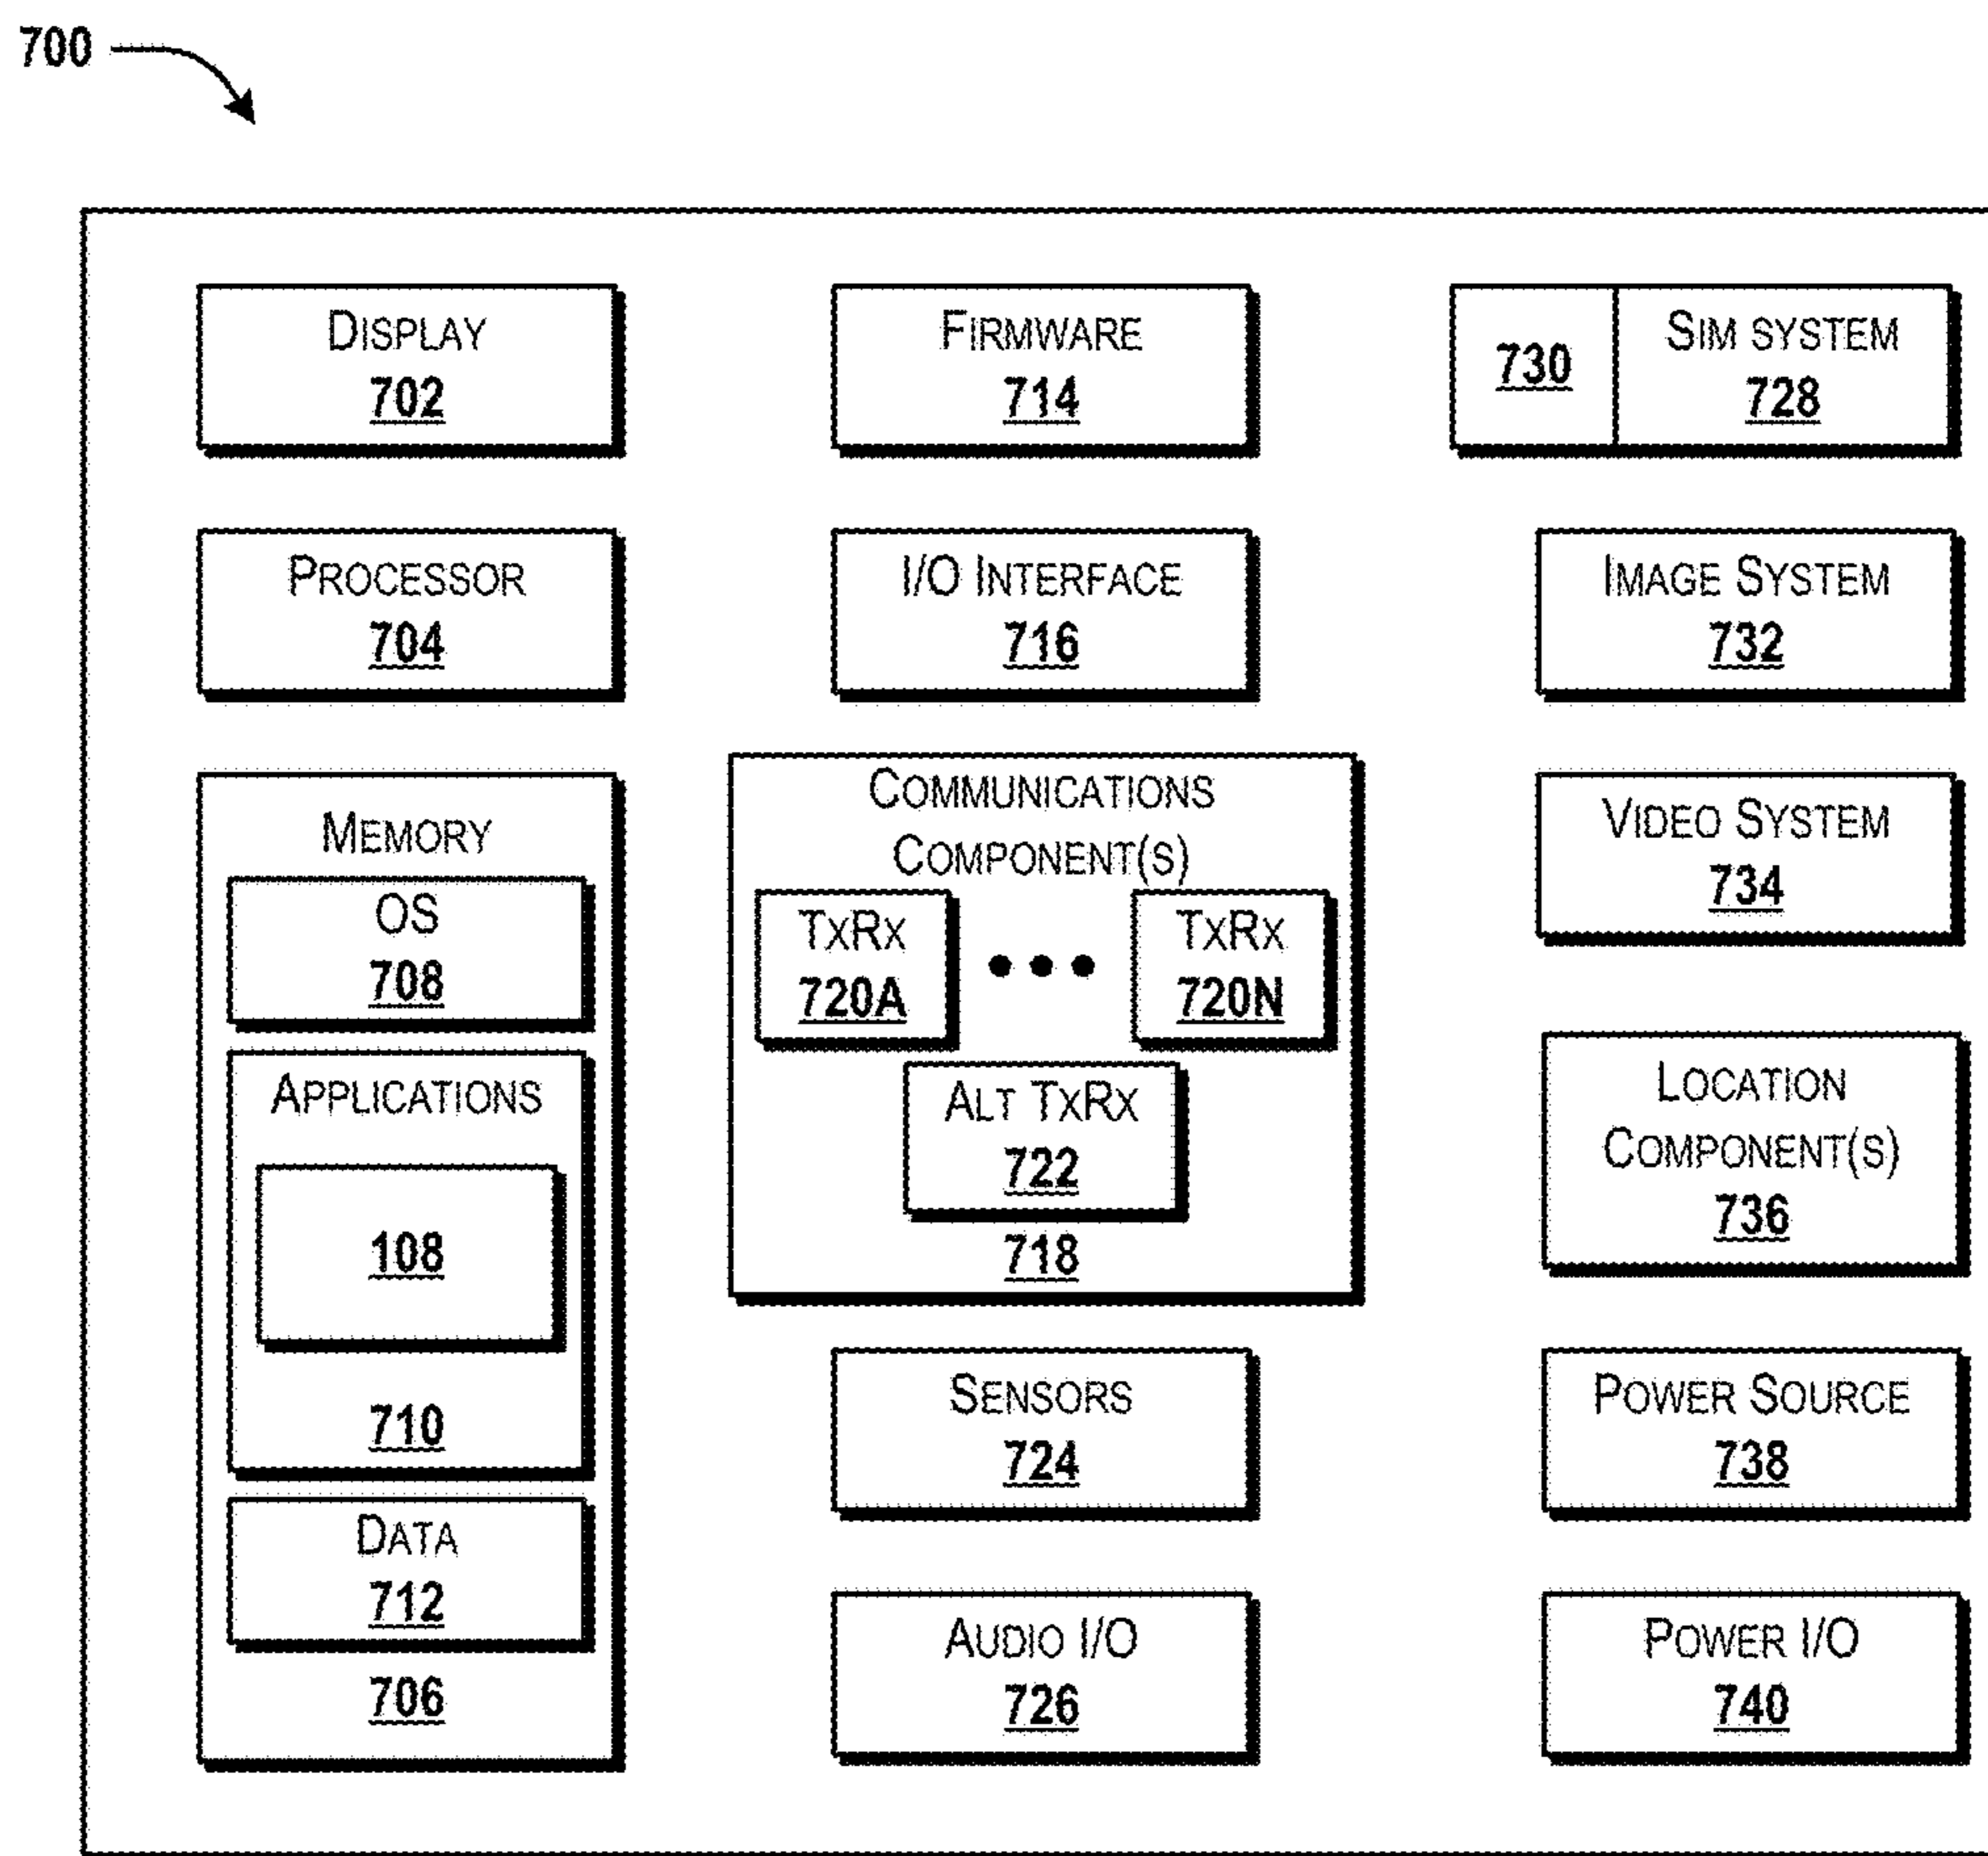 700
DISPLAY
702
PROCESSOR
704
MEMORY
OS
708
APPLICATIONS
108
710
DATA
712
706
FIRMWARE
714
I/O INTERFACE
716
COMMUNICATIONS
COMPONENT(S)
TXRX
720A
TXRX
720N
ALT TXRX
722
718
SENSORS
724
AUDIO I/O
726
730
SIM SYSTEM
728
IMAGE SYSTEM
732
VIDEO SYSTEM
734
LOCATION
COMPONENT(S)
736
POWER SOURCE
738
POWER I/O
740